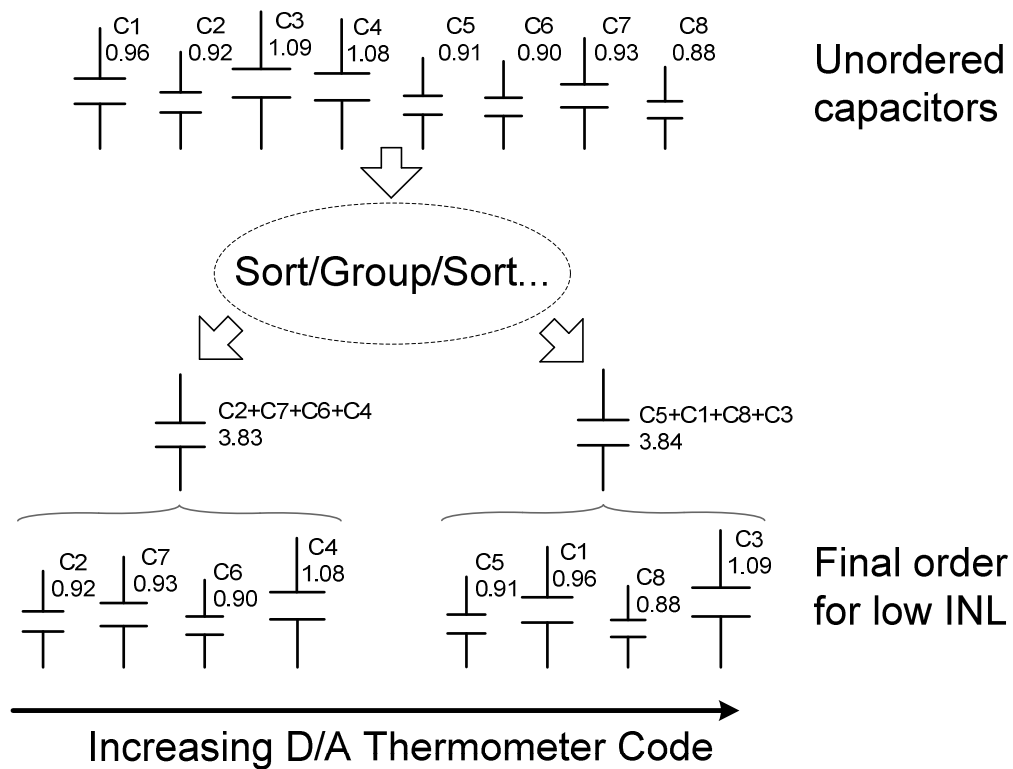 C1
0.96
C2
0.92
C3
1.09
C4
1.08
C5
0.91
C6
0.90
C7
0.93
C8
0.88
Unordered
capacitors
Sort/Group/Sort...
C2+C7+C6+C4
3.83
C5+C1+C8+C3
3.84
C2
0.92
C7
0.93
C6
0.90
C4
1.08
C5
0.91
C1
0.96
C8
0.88
C3
1.09
Final order
for low INL
Increasing D/A Thermometer Code